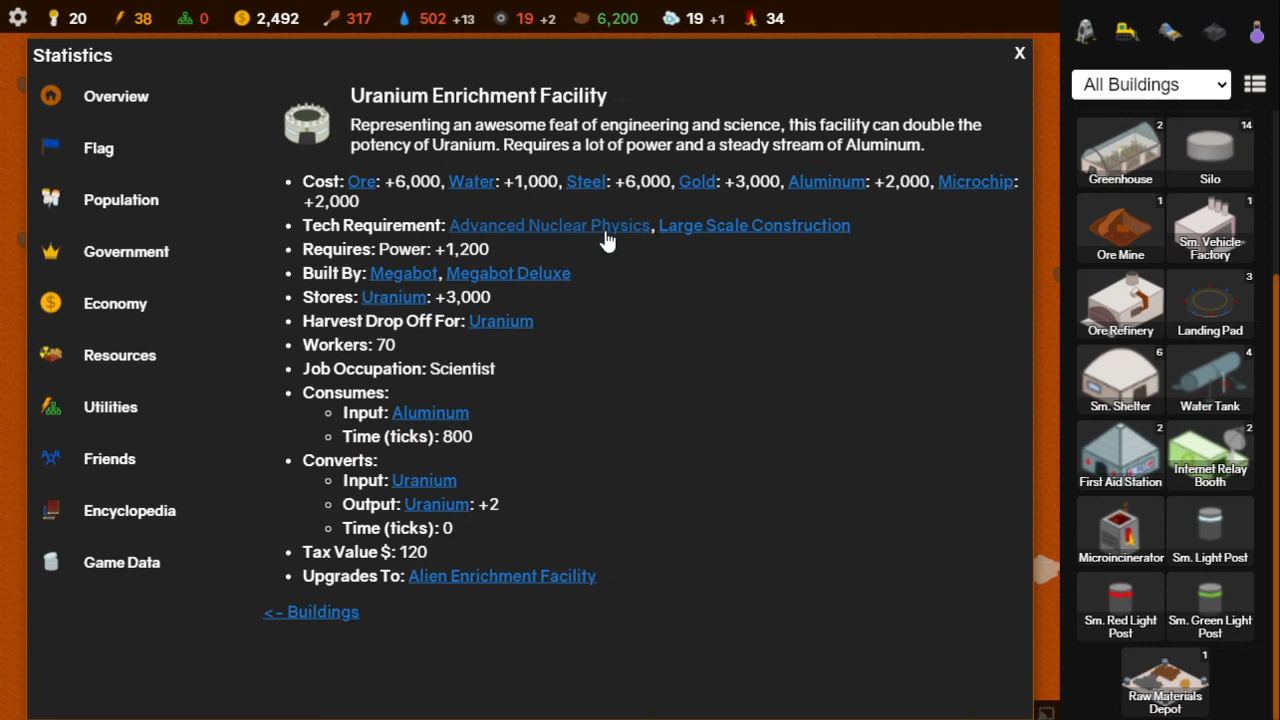 20 38 0 2,492 317 502 +13 19 +2 6,200 19 +1 34
Statistics X
Overview
Flag
Population
Government
Economy
Resources
Utilities
Friends
Encyclopedia
Game Data
Uranium Enrichment Facility
Representing an awesome feat of engineering and science, this facility can double the
potency of Uranium. Requires a lot of power and a steady stream of Aluminum.
Cost: Ore: +6,000, Water: +1,000, Steel: +6,000, Gold: +3,000, Aluminum: +2,000, Microchip:
+2,000
Tech Requirement: Advanced Nuclear Physics, Large Scale Construction
Requires: Power: +1,200
Built By: Megabot, Megabot Deluxe
Stores: Uranium: +3,000
Harvest Drop Off For: Uranium
Workers: 70
Job Occupation: Scientist
Consumes:
Input: Aluminum
Time (ticks): 800
Converts:
Input: Uranium
Output: Uranium: +2
Time (ticks): 0
Tax Value $: 120
Upgrades To: Alien Enrichment Facility
<- Buildings
All Buildings
2
Greenhouse
14
Silo
1
Ore Mine
1
Sm. Vehicle
Factory
Ore Refinery
3
Landing Pad
6
Sm. Shelter
4
Water Tank
2
First Aid Station
2
Internet Relay
Booth
Microincinerator
Sm. Light Post
Sm. Red Light
Post
Sm. Green Light
Post
1
Raw Materials
Depot